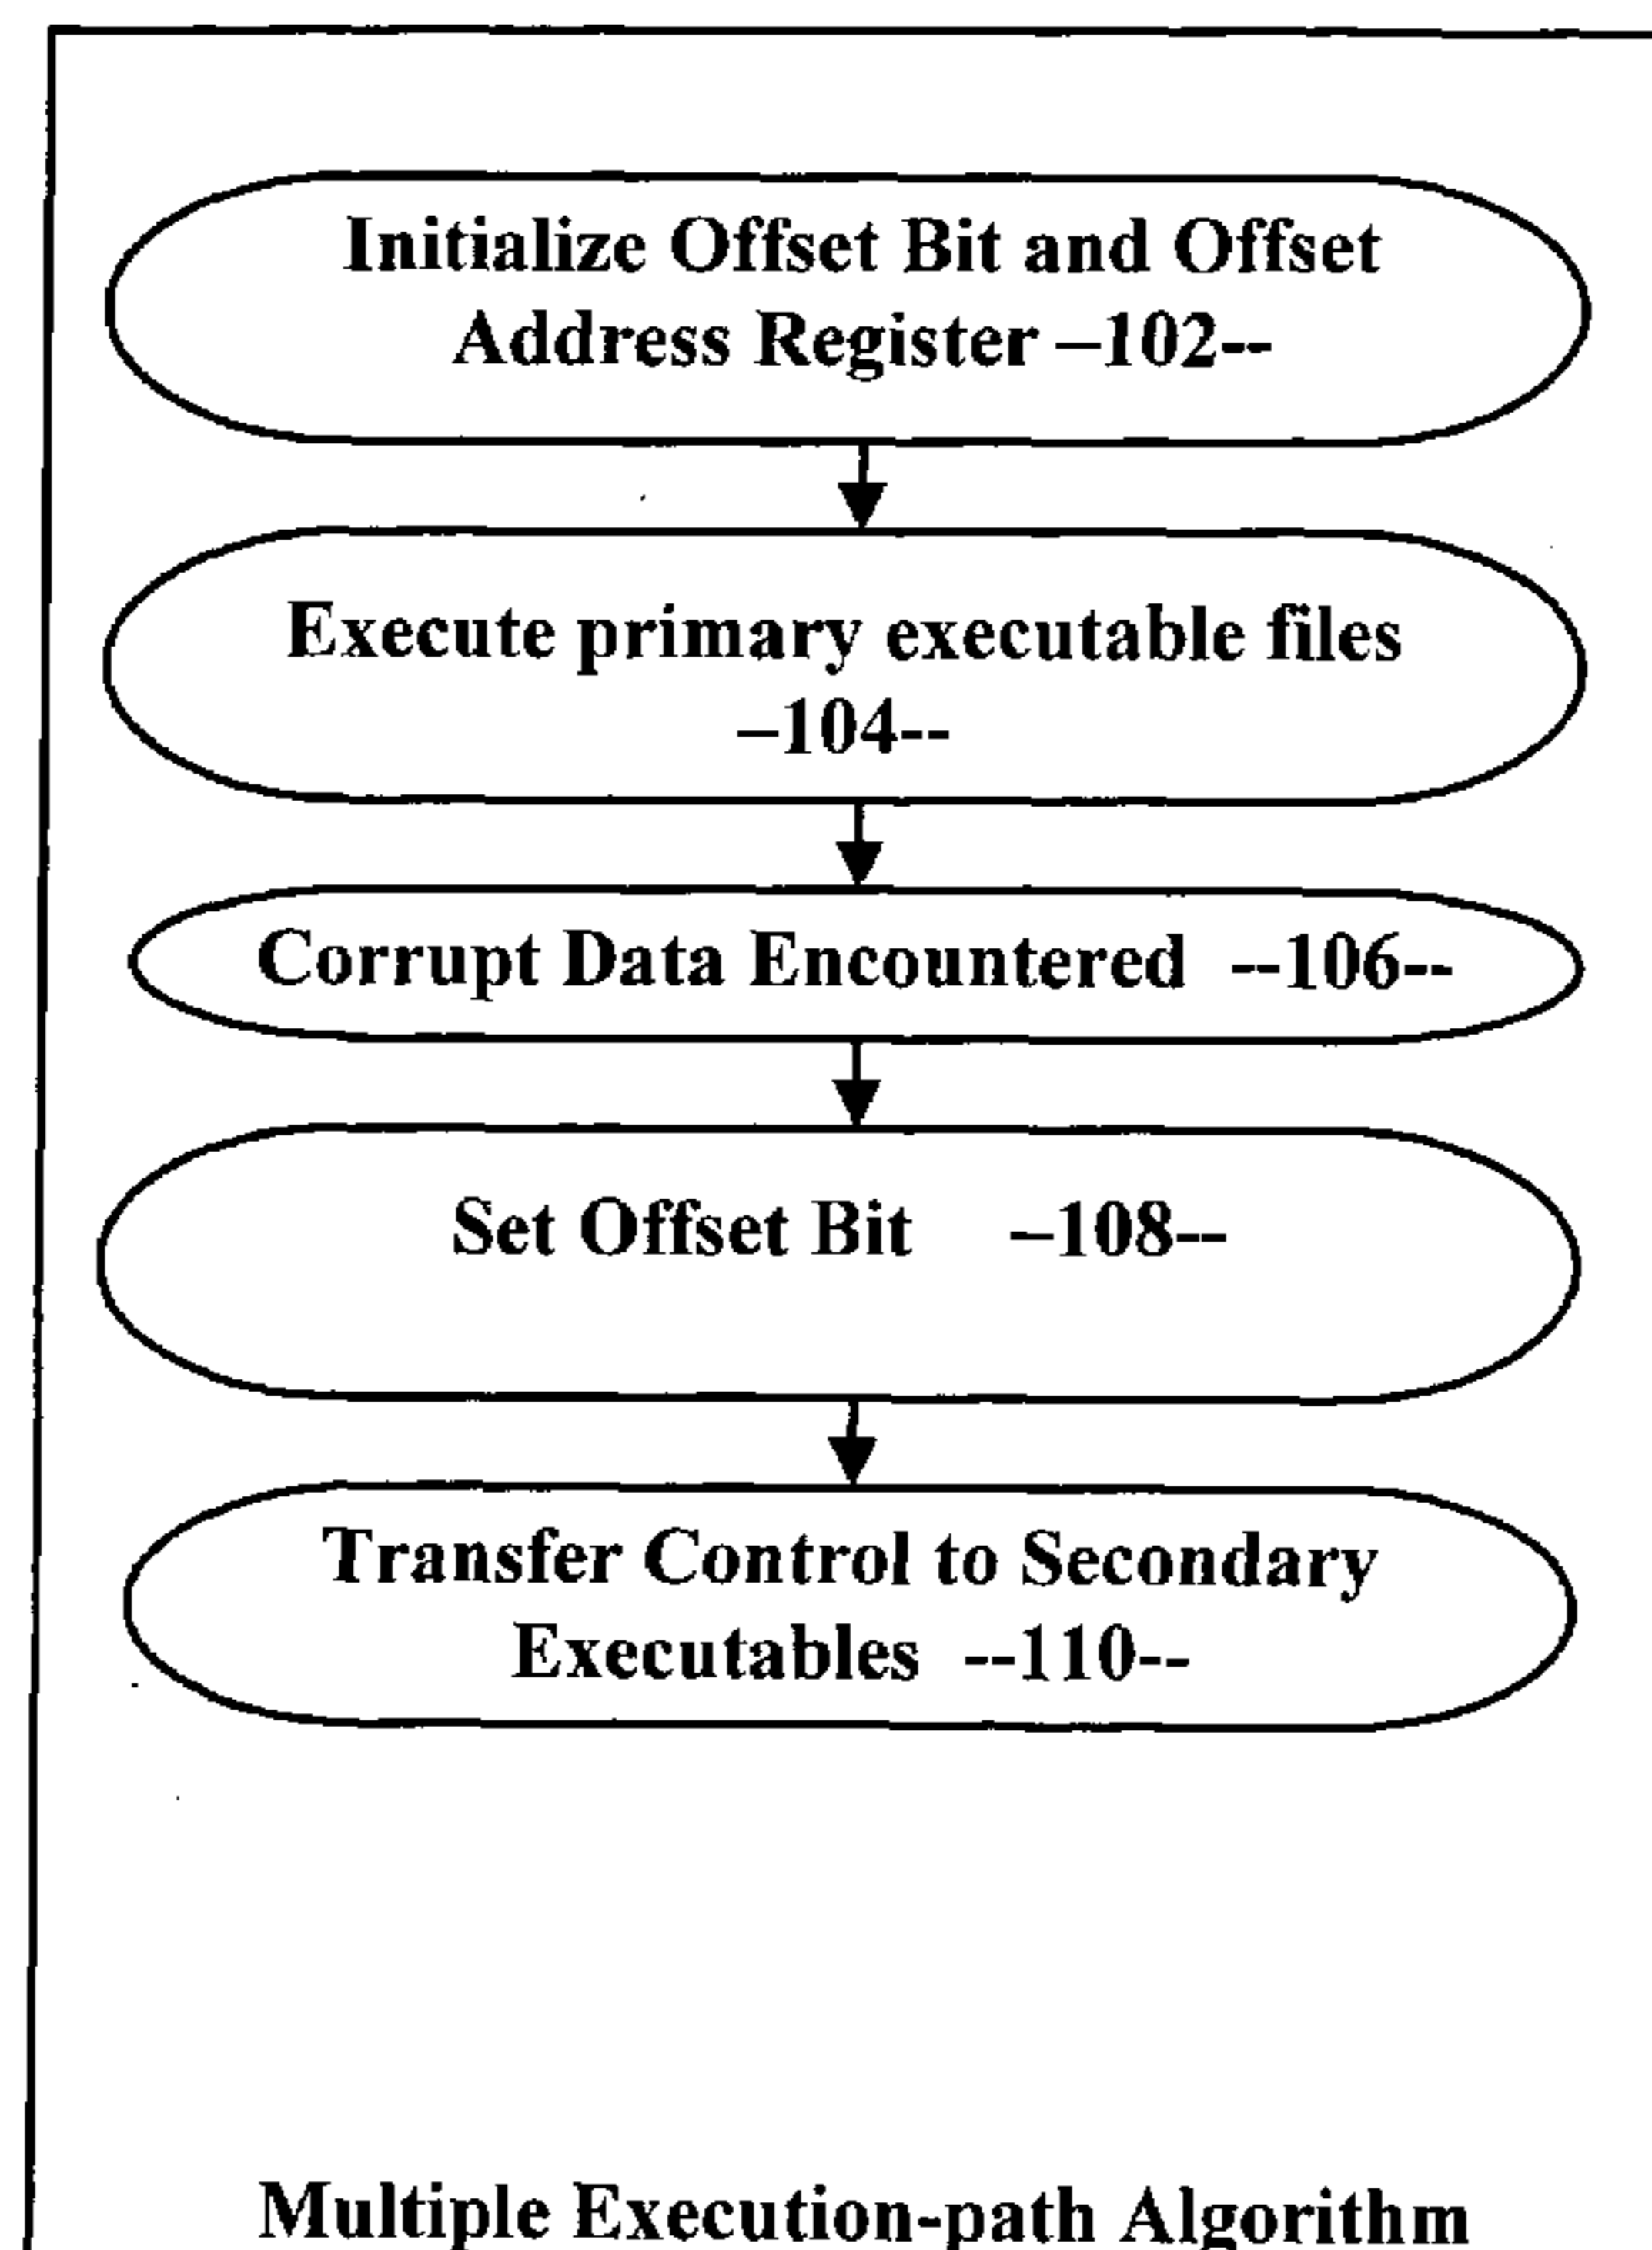 Initialize Offset Bit and Offset
Address Register –102--
Execute primary executable files
–104--
Corrupt Data Encountered --106--
Set Offset Bit –108--
Transfer Control to Secondary
Executables --110--
Multiple Execution-path Algorithm